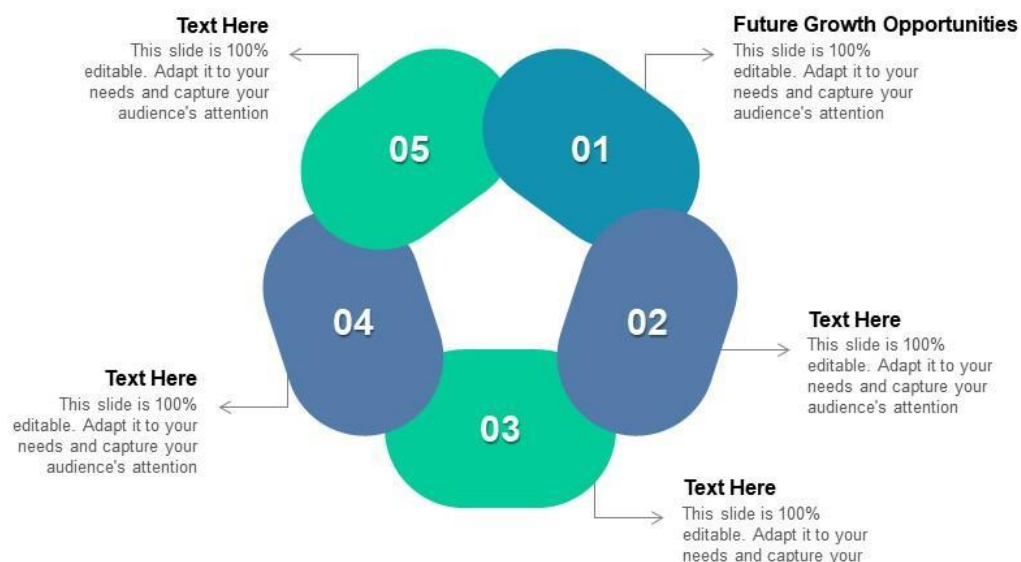 Text Here
This slide is 100%
editable. Adapt it to your
needs and capture your
audience's attention
Future Growth Opportunities
This slide is 100%
editable. Adapt it to your
needs and capture your
audience's attention
05
01
04
02
Text Here
This slide is 100%
editable. Adapt it to your
needs and capture your
audience's attention
Text Here
This slide is 100%
editable. Adapt it to your
needs and capture your
audience's attention
03
Text Here
This slide is 100%
editable. Adapt it to your
needs and capture your